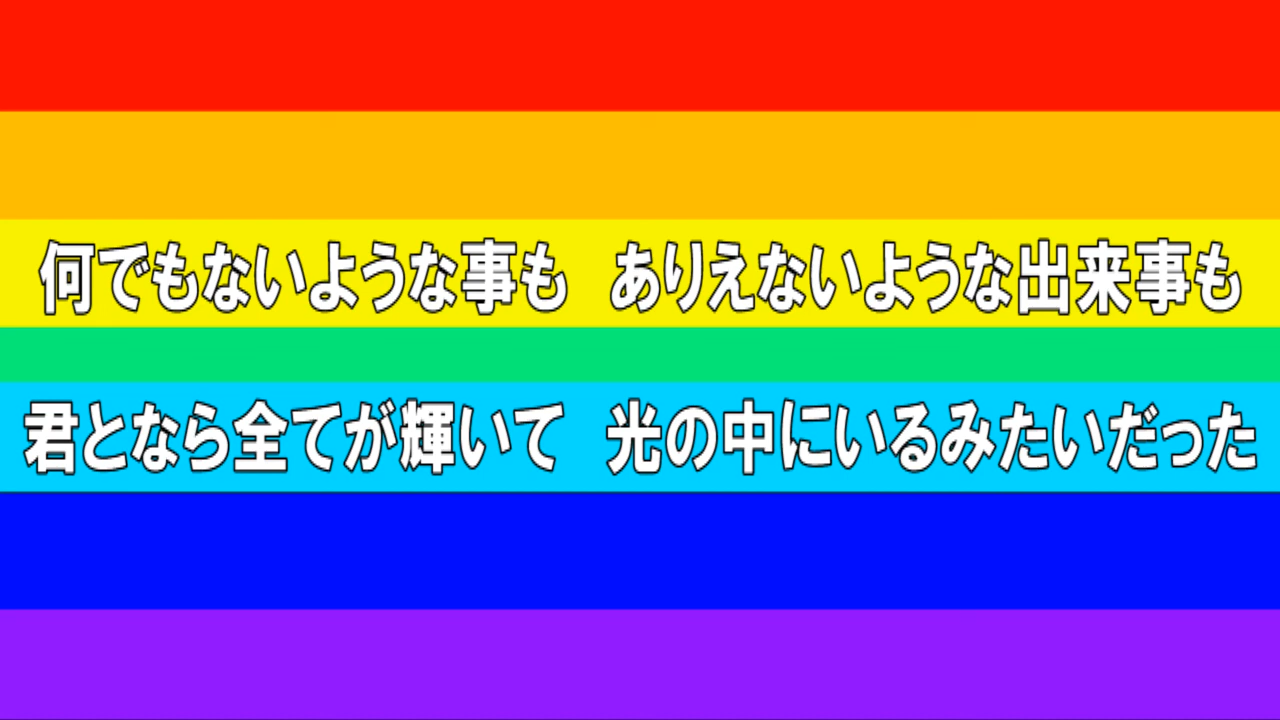 何でもないような事も　ありえないような出来事も
君となら全てが輝いて　光の中にいるみたいだった